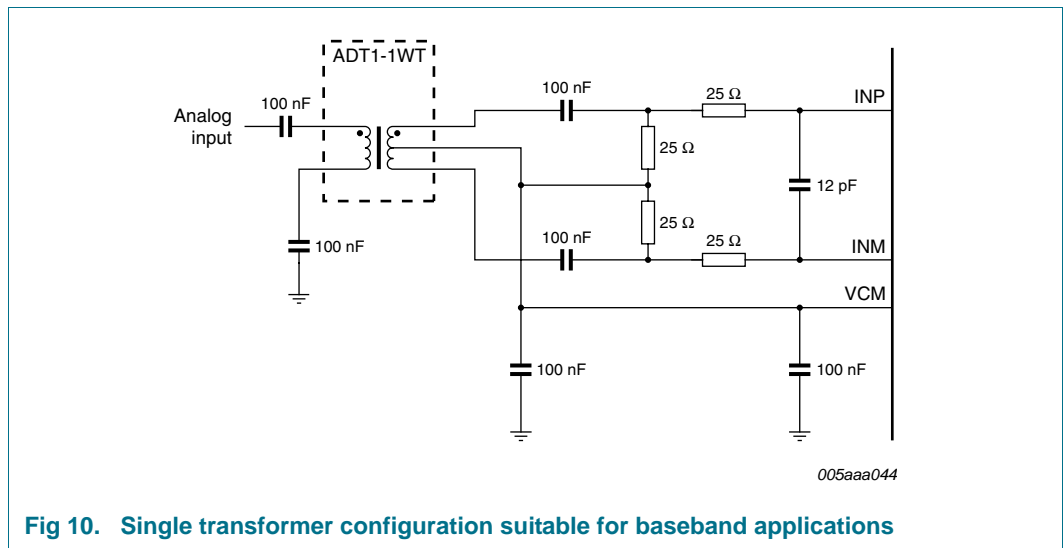 ADT1-1WT
100 nF
Analog
input
100 nF
25 Ω
INP
25 Ω
12 pF
25 Ω
100 nF
100 nF
25 Ω
INM
VCM
100 nF
100 nF
005aaa044
Fig 10. Single transformer configuration suitable for baseband applications